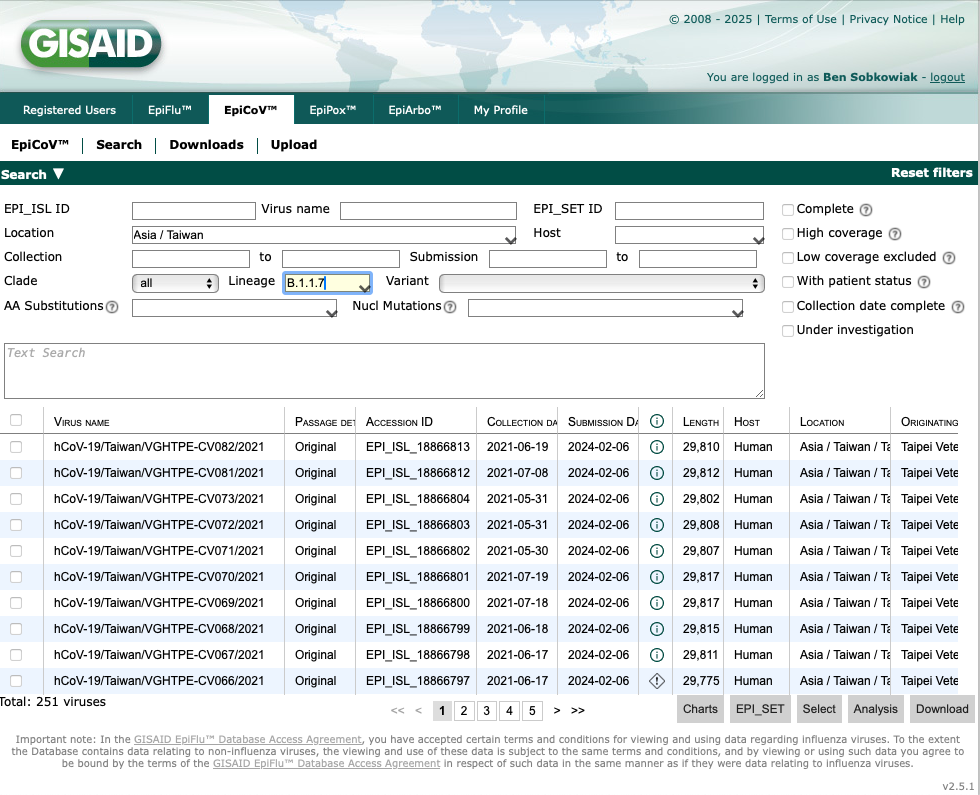 © 2008 - 2025 | Terms of Use | Privacy Notice | Help
GISAID
You are logged in as Ben Sobkowiak - logout
Registered Users EpiFlu™ EpiCoV™ EpiPox™ EpiArbo™ My Profile
EpiCoV™ Search Downloads Upload
Search ▼ Reset filters
EPI_ISL ID Virus name EPI_SET ID Complete ?
Location Asia / Taiwan Host High coverage ?
Collection to Submission to Low coverage excluded ?
Clade all Lineage B.1.1.7 Variant With patient status ?
AA Substitutions ? Nucl Mutations ? Collection date complete ?
Under investigation
Text Search
Virus name Passage det Accession ID Collection da Submission Da i Length Host Location Originating
hCoV-19/Taiwan/VGHTPE-CV082/2021 Original EPI_ISL_18866813 2021-06-19 2024-02-06 i 29,810 Human Asia / Taiwan / Ta Taipei Vete
hCoV-19/Taiwan/VGHTPE-CV081/2021 Original EPI_ISL_18866812 2021-07-08 2024-02-06 i 29,812 Human Asia / Taiwan / Ta Taipei Vete
hCoV-19/Taiwan/VGHTPE-CV073/2021 Original EPI_ISL_18866804 2021-05-31 2024-02-06 i 29,802 Human Asia / Taiwan / Ta Taipei Vete
hCoV-19/Taiwan/VGHTPE-CV072/2021 Original EPI_ISL_18866803 2021-05-31 2024-02-06 i 29,808 Human Asia / Taiwan / Ta Taipei Vete
hCoV-19/Taiwan/VGHTPE-CV071/2021 Original EPI_ISL_18866802 2021-05-30 2024-02-06 i 29,807 Human Asia / Taiwan / Ta Taipei Vete
hCoV-19/Taiwan/VGHTPE-CV070/2021 Original EPI_ISL_18866801 2021-07-19 2024-02-06 i 29,817 Human Asia / Taiwan / Ta Taipei Vete
hCoV-19/Taiwan/VGHTPE-CV069/2021 Original EPI_ISL_18866800 2021-07-18 2024-02-06 i 29,817 Human Asia / Taiwan / Ta Taipei Vete
hCoV-19/Taiwan/VGHTPE-CV068/2021 Original EPI_ISL_18866799 2021-06-18 2024-02-06 i 29,815 Human Asia / Taiwan / Ta Taipei Vete
hCoV-19/Taiwan/VGHTPE-CV067/2021 Original EPI_ISL_18866798 2021-06-17 2024-02-06 i 29,811 Human Asia / Taiwan / Ta Taipei Vete
hCoV-19/Taiwan/VGHTPE-CV066/2021 Original EPI_ISL_18866797 2021-06-17 2024-02-06 ! 29,775 Human Asia / Taiwan / Ta Taipei Vete
Total: 251 viruses << < 1 2 3 4 5 > >> Charts EPI_SET Select Analysis Download
Important note: In the GISAID EpiFlu™ Database Access Agreement, you have accepted certain terms and conditions for viewing and using data regarding influenza viruses. To the extent
the Database contains data relating to non-influenza viruses, the viewing and use of these data is subject to the same terms and conditions, and by viewing or using such data you agree to
be bound by the terms of the GISAID EpiFlu™ Database Access Agreement in respect of such data in the same manner as if they were data relating to influenza viruses.
v2.5.1